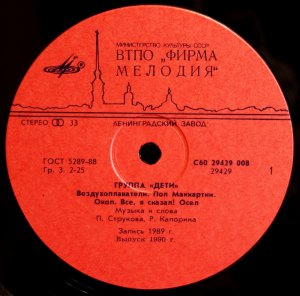 МИНИСТЕРСТВО КУЛЬТУРЫ СССР
ВТПО „ФИРМА
МЕЛОДИЯ"
СТЕРЕО 33 ЛЕНИНГРАДСКИЙ ЗАВОД
ГОСТ 5289-88 С60 29429 008
Гр. 3. 2-25 29429 1
ГРУППА «ДЕТИ»
Воздухоплаватели. Пол Маккартни.
Окоп. Все, я сказал! Осел
Музыка и слова
П. Струкова, Р. Капорина
Запись 1989 г.
Выпуск 1990 г.